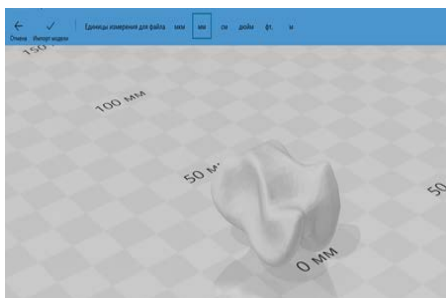 Отмена Импорт модели Единицы измерения для файла мкм мм см дюйм фт. м
150
100 мм
50 м
50
0 мм